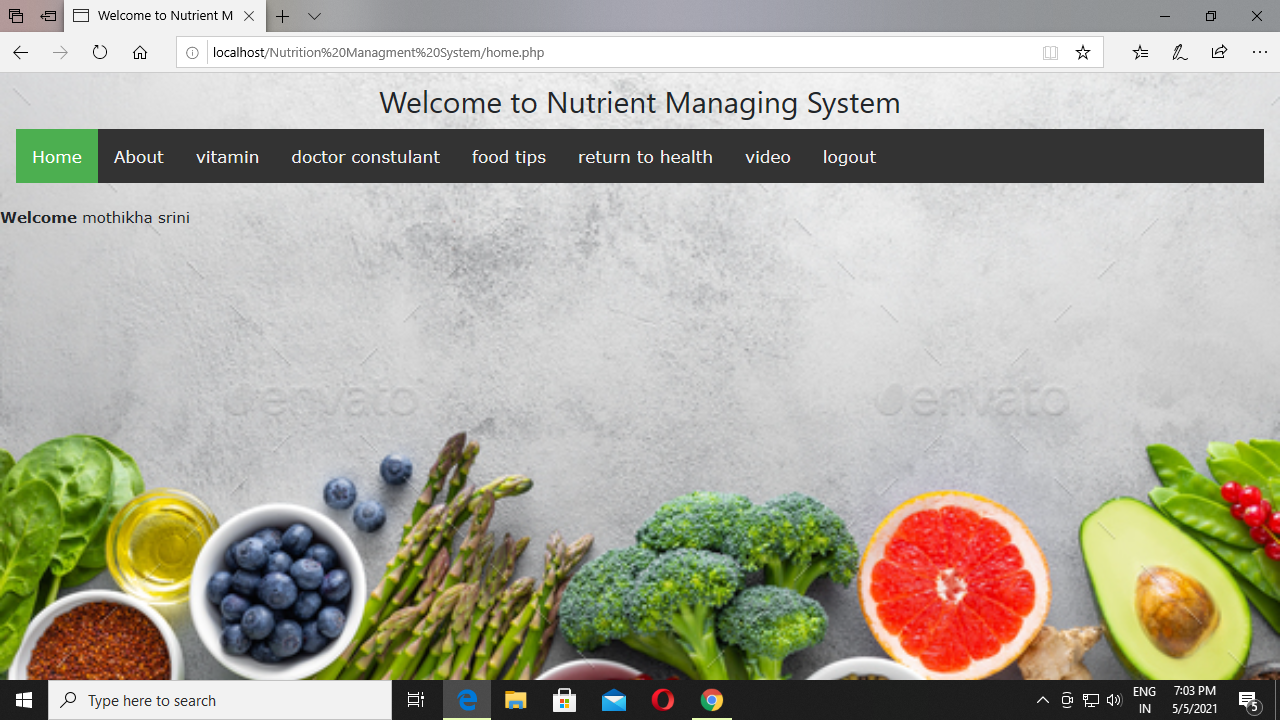 Welcome to Nutrient M
localhost/Nutrition%20Managment%20System/home.php
Welcome to Nutrient Managing System
Home About vitamin doctor constulant food tips return to health video logout
Welcome mothikha srini
envato envato
Type here to search
ENG 7:03 PM
IN 5/5/2021 5